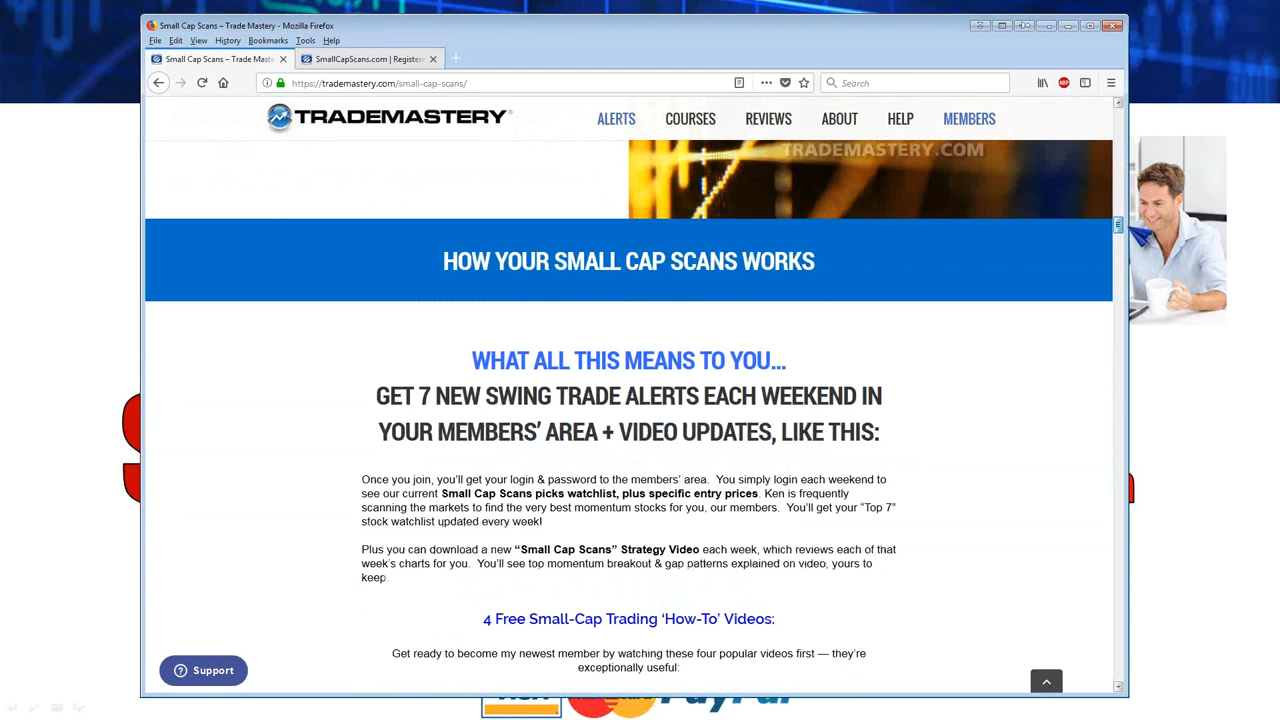 Small Cap Scans – Trade Mastery - Mozilla Firefox
File Edit View History Bookmarks Tools Help
Small Cap Scans – Trade Maste
SmallCapScans.com | Register
https://trademastery.com/small-cap-scans/
Search
ABP
TRADEMASTERY®
ALERTS COURSES REVIEWS ABOUT HELP MEMBERS
TRADEMASTERY.COM
HOW YOUR SMALL CAP SCANS WORKS
WHAT ALL THIS MEANS TO YOU...
GET 7 NEW SWING TRADE ALERTS EACH WEEKEND IN
YOUR MEMBERS’ AREA + VIDEO UPDATES, LIKE THIS:
Once you join, you’ll get your login & password to the members’ area. You simply login each weekend to
see our current Small Cap Scans picks watchlist, plus specific entry prices. Ken is frequently
scanning the markets to find the very best momentum stocks for you, our members. You’ll get your “Top 7”
stock watchlist updated every week!
Plus you can download a new “Small Cap Scans” Strategy Video each week, which reviews each of that
week’s charts for you. You’ll see top momentum breakout & gap patterns explained on video, yours to
keep.
4 Free Small-Cap Trading ‘How-To’ Videos:
Get ready to become my newest member by watching these four popular videos first — they’re
exceptionally useful:
Support